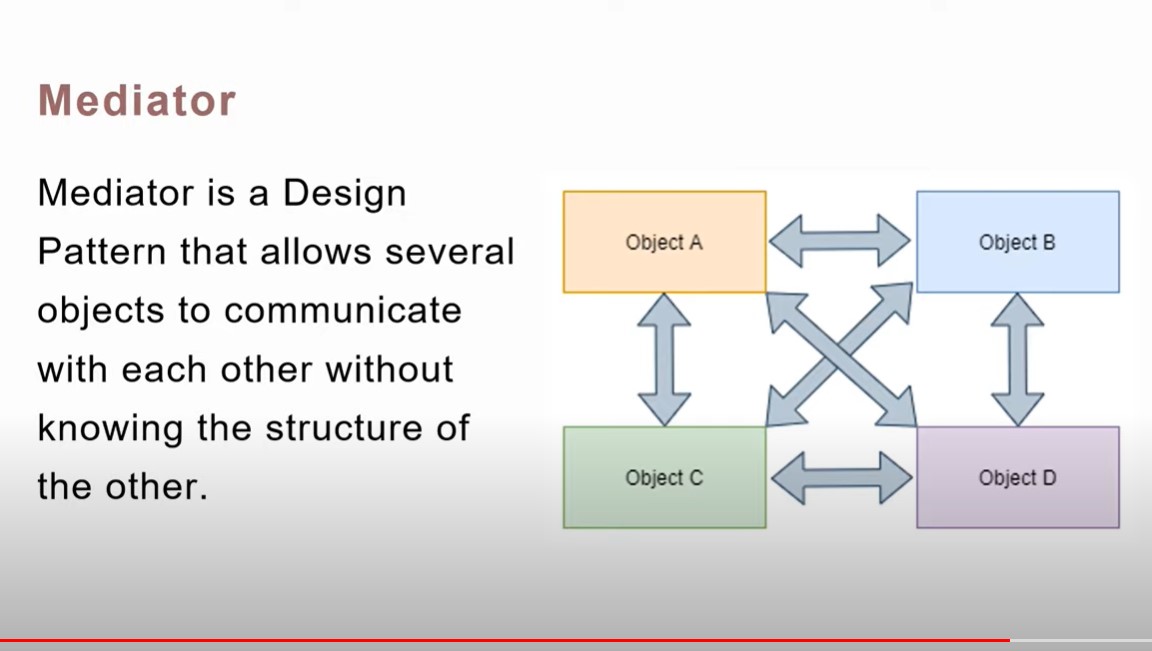 Mediator
Mediator is a Design
Pattern that allows several
objects to communicate
with each other without
knowing the structure of
the other.
Object A
Object B
Object C
Object D